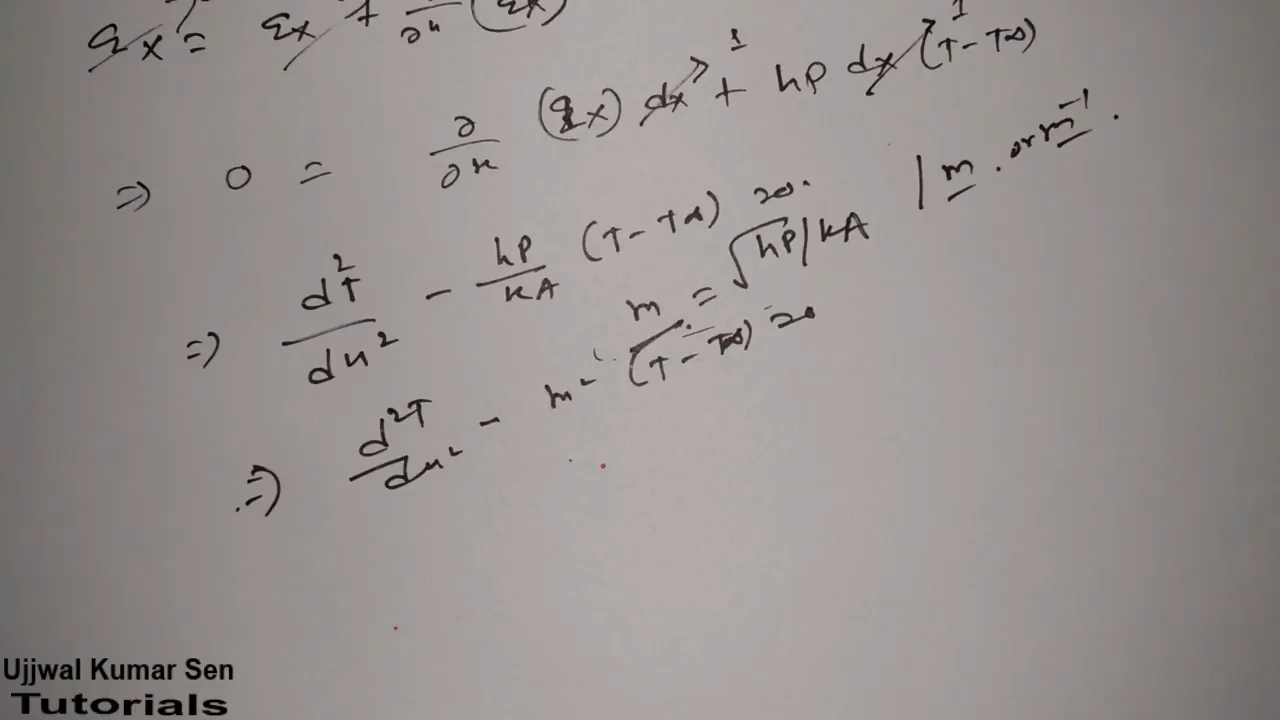 qx = qx + ∂/∂x (qx)
⇒ 0 = ∂/∂x (qx) dx + hP dx (T - T∞)
⇒ d²T/dx² - hP/kA (T - T∞) = 0. | m. or m⁻¹.
m = √hP/kA
⇒ d²T/dx² - m² (T - T∞) = 0
Ujjwal Kumar Sen
Tutorials